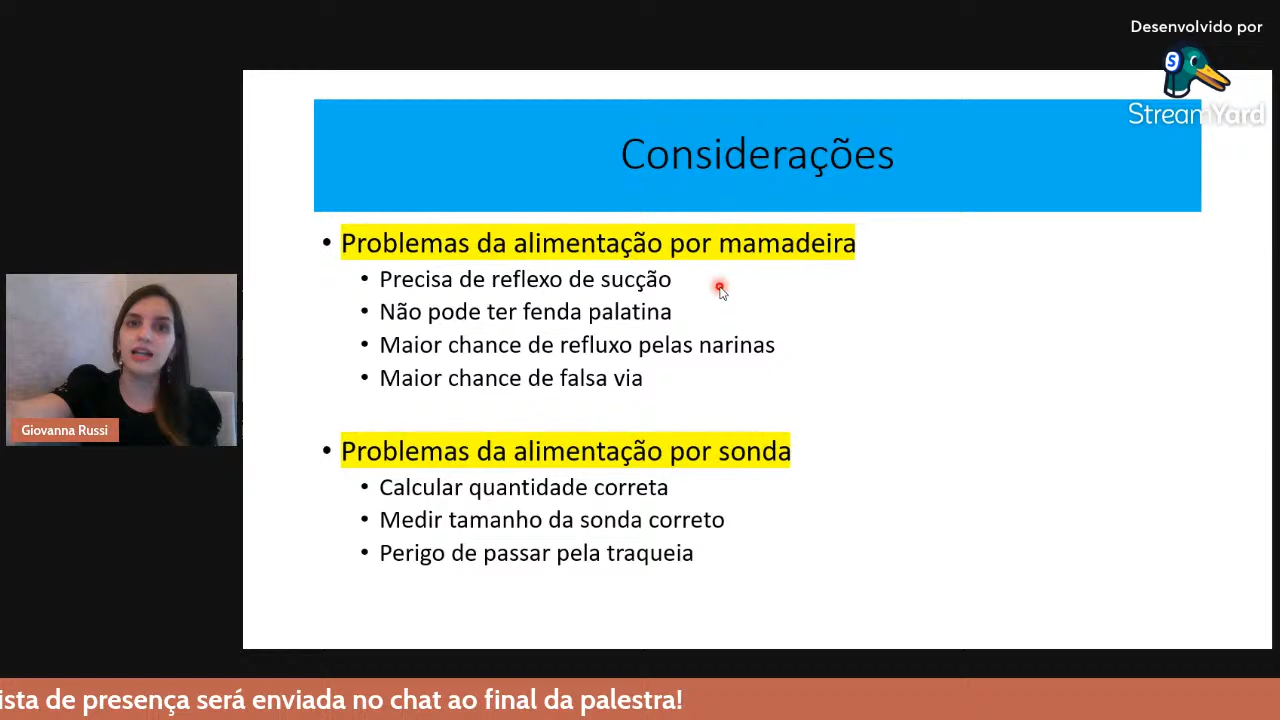 Desenvolvido por
StreamYard
Considerações
• Problemas da alimentação por mamadeira
• Precisa de reflexo de sucção
• Não pode ter fenda palatina
• Maior chance de refluxo pelas narinas
• Maior chance de falsa via
• Problemas da alimentação por sonda
• Calcular quantidade correta
• Medir tamanho da sonda correto
• Perigo de passar pela traqueia
Giovanna Russi
ista de presença será enviada no chat ao final da palestra!